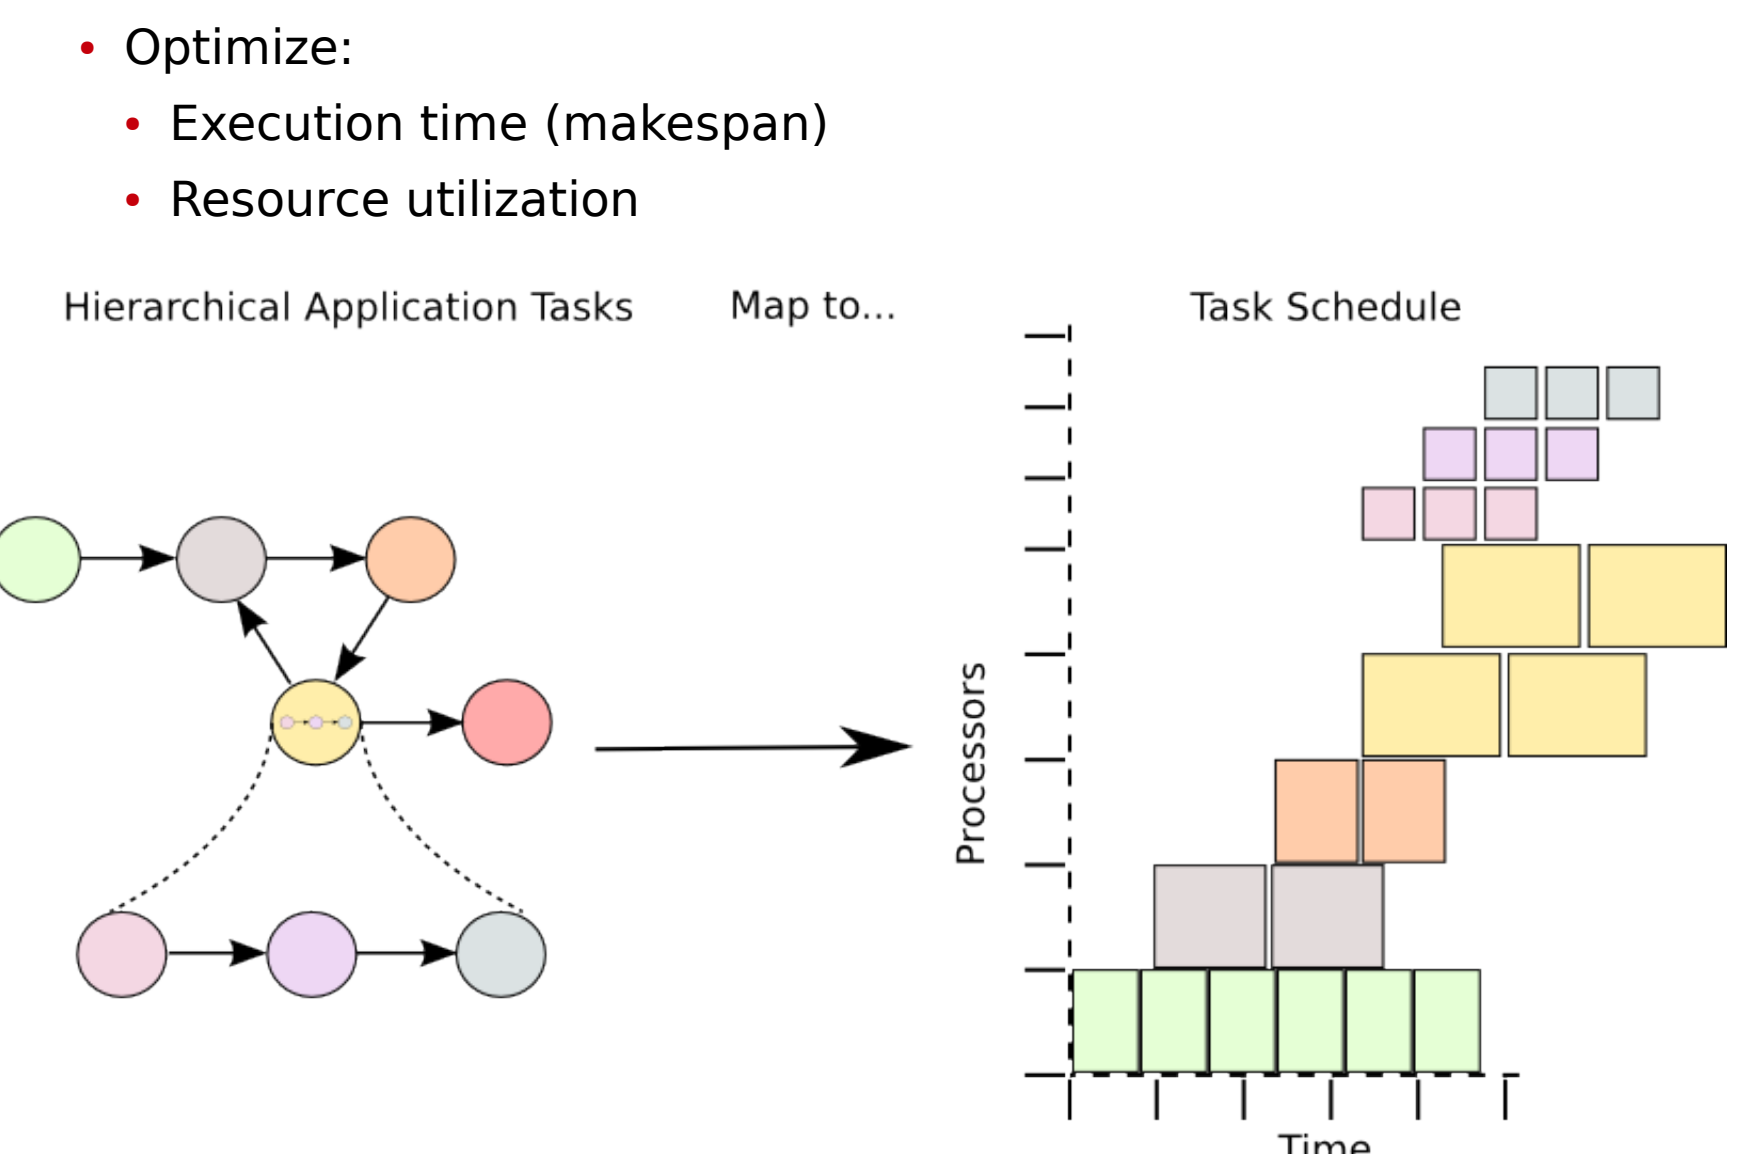 • Optimize:
• Execution time (makespan)
• Resource utilization
Hierarchical Application Tasks
Map to...
Task Schedule
Processors
Time